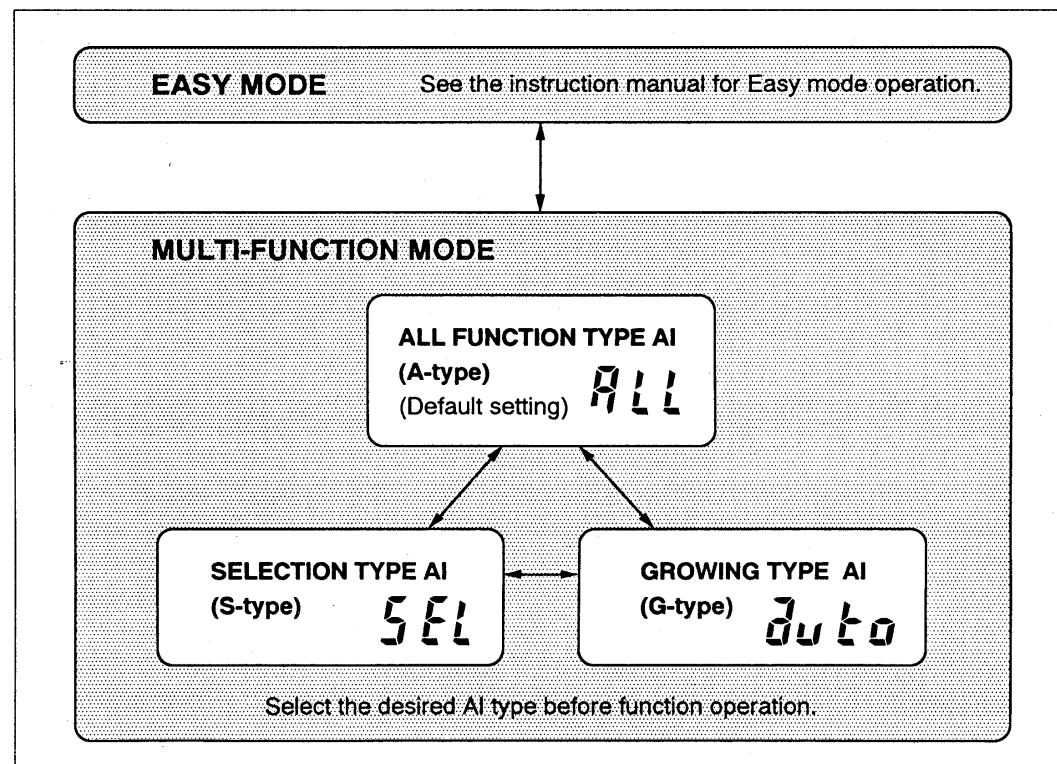 EASY MODE See the instruction manual for Easy mode operation.
MULTI-FUNCTION MODE
ALL FUNCTION TYPE AI
(A-type)
(Default setting) ALL
SELECTION TYPE AI
(S-type) SEL
GROWING TYPE AI
(G-type) auto
Select the desired AI type before function operation.